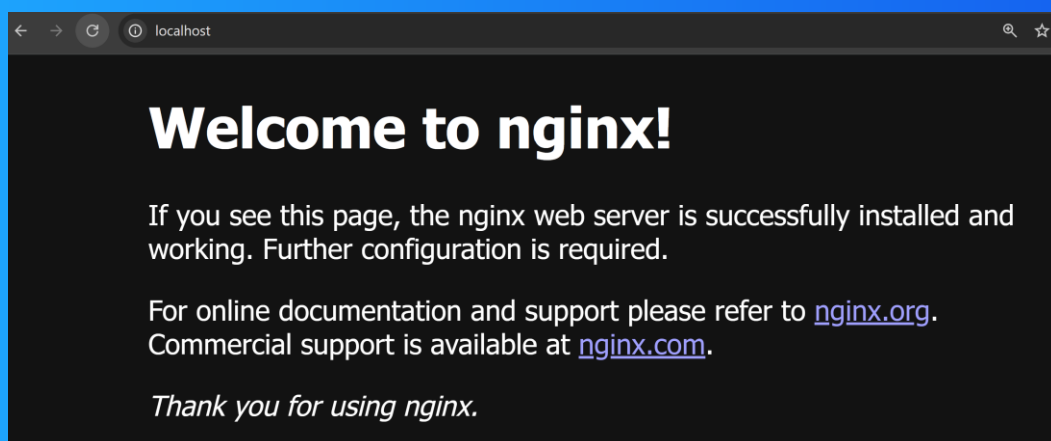 localhost
Welcome to nginx!
If you see this page, the nginx web server is successfully installed and
working. Further configuration is required.
For online documentation and support please refer to nginx.org.
Commercial support is available at nginx.com.
Thank you for using nginx.